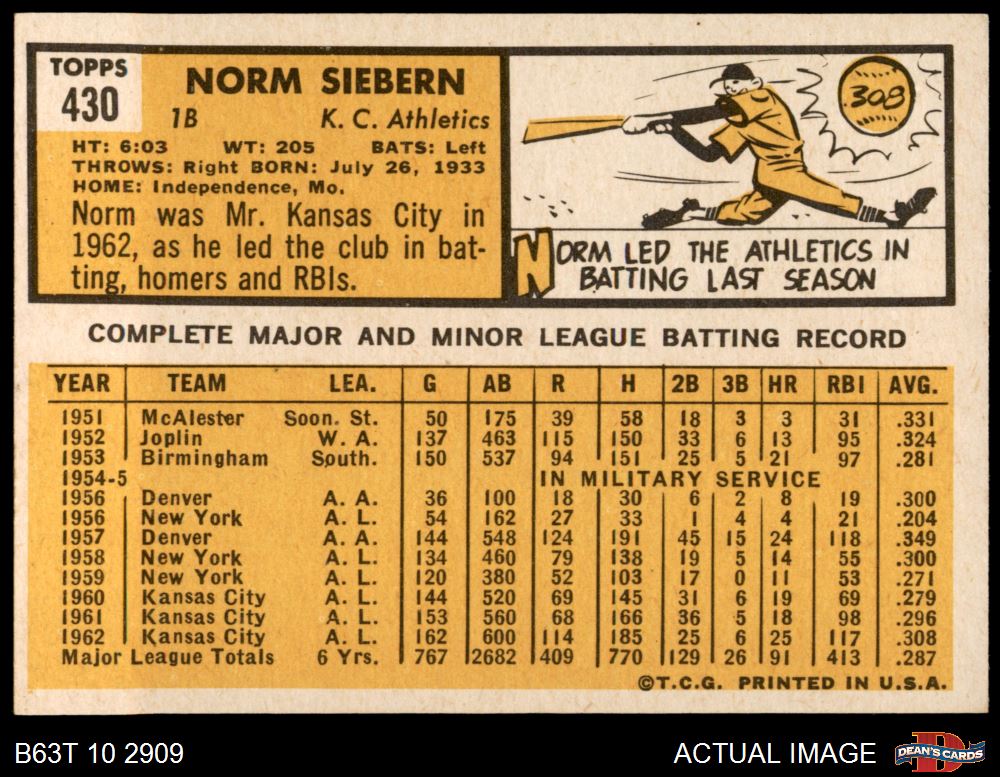 TOPPS
430
NORM SIEBERN
1B K. C. Athletics
HT: 6:03 WT: 205 BATS: Left
THROWS: Right BORN: July 26, 1933
HOME: Independence, Mo.
Norm was Mr. Kansas City in
1962, as he led the club in bat-
ting, homers and RBIs.
.308
NORM LED THE ATHLETICS IN
BATTING LAST SEASON
COMPLETE MAJOR AND MINOR LEAGUE BATTING RECORD
YEAR TEAM LEA. G AB R H 2B 3B HR RBI AVG.
1951 McAlester Soon. St. 50 175 39 58 18 3 3 31 .331
1952 Joplin W. A. 137 463 115 150 33 6 13 95 .324
1953 Birmingham South. 150 537 94 151 25 5 21 97 .281
1954-5 IN MILITARY SERVICE
1956 Denver A. A. 36 100 18 30 6 2 8 19 .300
1956 New York A. L. 54 162 27 33 1 4 4 21 .204
1957 Denver A. A. 144 548 124 191 45 15 24 118 .349
1958 New York A. L. 134 460 79 138 19 5 14 55 .300
1959 New York A. L. 120 380 52 103 17 0 11 53 .271
1960 Kansas City A. L. 144 520 69 145 31 6 19 69 .279
1961 Kansas City A. L. 153 560 68 166 36 5 18 98 .296
1962 Kansas City A. L. 162 600 114 185 25 6 25 117 .308
Major League Totals 6 Yrs. 767 2682 409 770 129 26 91 413 .287
©T.C.G. PRINTED IN U.S.A.
B63T 10 2909 ACTUAL IMAGE DEAN'S CARDS